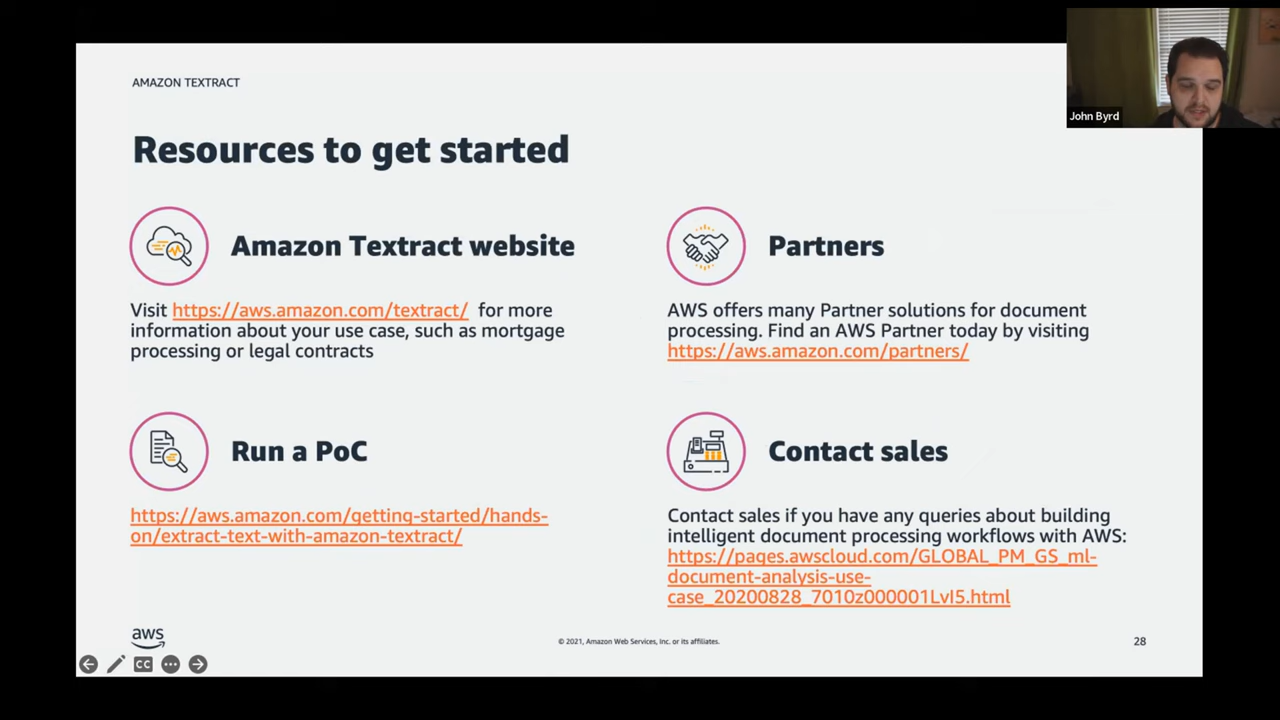 AMAZON TEXTRACT
John Byrd
Resources to get started
Amazon Textract website
Visit https://aws.amazon.com/textract/ for more
information about your use case, such as mortgage
processing or legal contracts
Partners
AWS offers many Partner solutions for document
processing. Find an AWS Partner today by visiting
https://aws.amazon.com/partners/
Run a PoC
https://aws.amazon.com/getting-started/hands-
on/extract-text-with-amazon-textract/
Contact sales
Contact sales if you have any queries about building
intelligent document processing workflows with AWS:
https://pages.awscloud.com/GLOBAL_PM_GS_ml-
document-analysis-use-
case_20200828_7010z000001LvI5.html
aws
© 2021, Amazon Web Services, Inc. or its affiliates.
28
CC